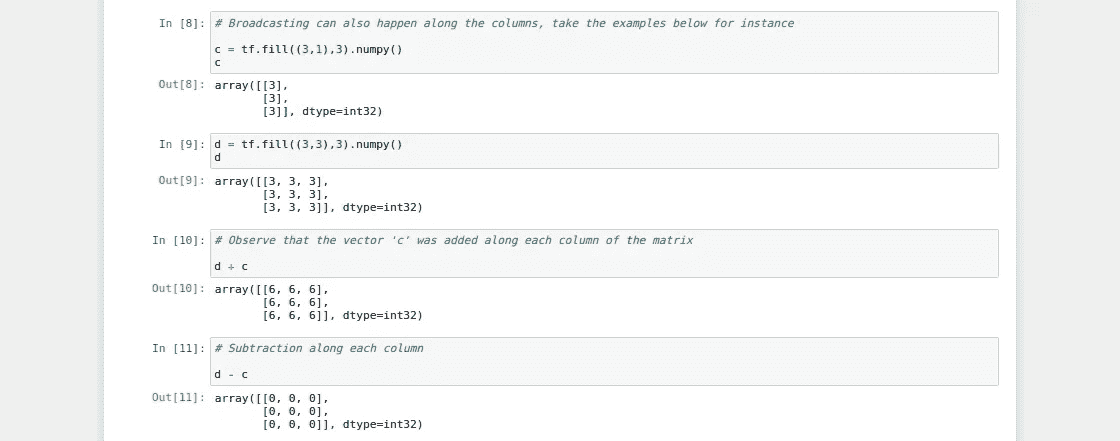 In [8]: # Broadcasting can also happen along the columns, take the examples below for instance
c = tf.fill((3,1),3).numpy()
c
Out[8]: array([[3],
[3],
[3]], dtype=int32)
In [9]: d = tf.fill((3,3),3).numpy()
d
Out[9]: array([[3, 3, 3],
[3, 3, 3],
[3, 3, 3]], dtype=int32)
In [10]: # Observe that the vector 'c' was added along each column of the matrix
d + c
Out[10]: array([[6, 6, 6],
[6, 6, 6],
[6, 6, 6]], dtype=int32)
In [11]: # Subtraction along each column
d - c
Out[11]: array([[0, 0, 0],
[0, 0, 0],
[0, 0, 0]], dtype=int32)